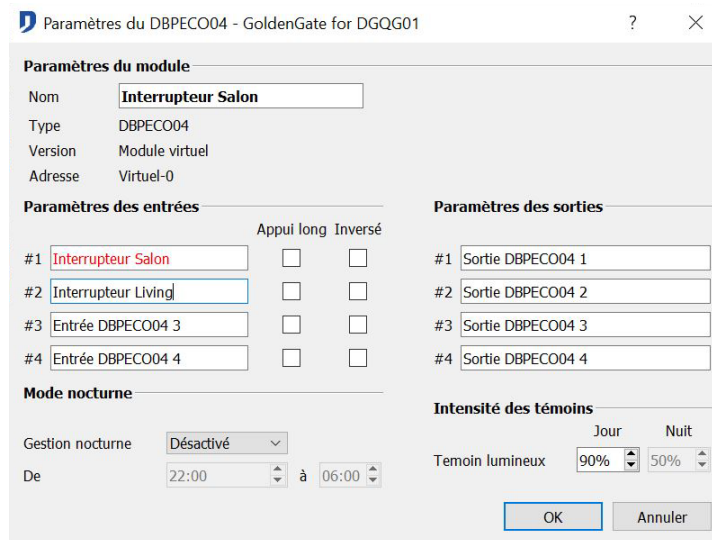 Paramètres du DBPECO04 - GoldenGate for DGQG01 ?
Paramètres du module
Nom Interrupteur Salon
Type DBPECO04
Version Module virtuel
Adresse Virtuel-0
Paramètres des entrées
Appui long Inversé
#1 Interrupteur Salon
#2 Interrupteur Living
#3 Entrée DBPECO04 3
#4 Entrée DBPECO04 4
Paramètres des sorties
#1 Sortie DBPECO04 1
#2 Sortie DBPECO04 2
#3 Sortie DBPECO04 3
#4 Sortie DBPECO04 4
Mode nocturne
Gestion nocturne Désactivé
De 22:00 à 06:00
Intensité des témoins
Jour Nuit
Temoin lumineux 90% 50%
OK Annuler